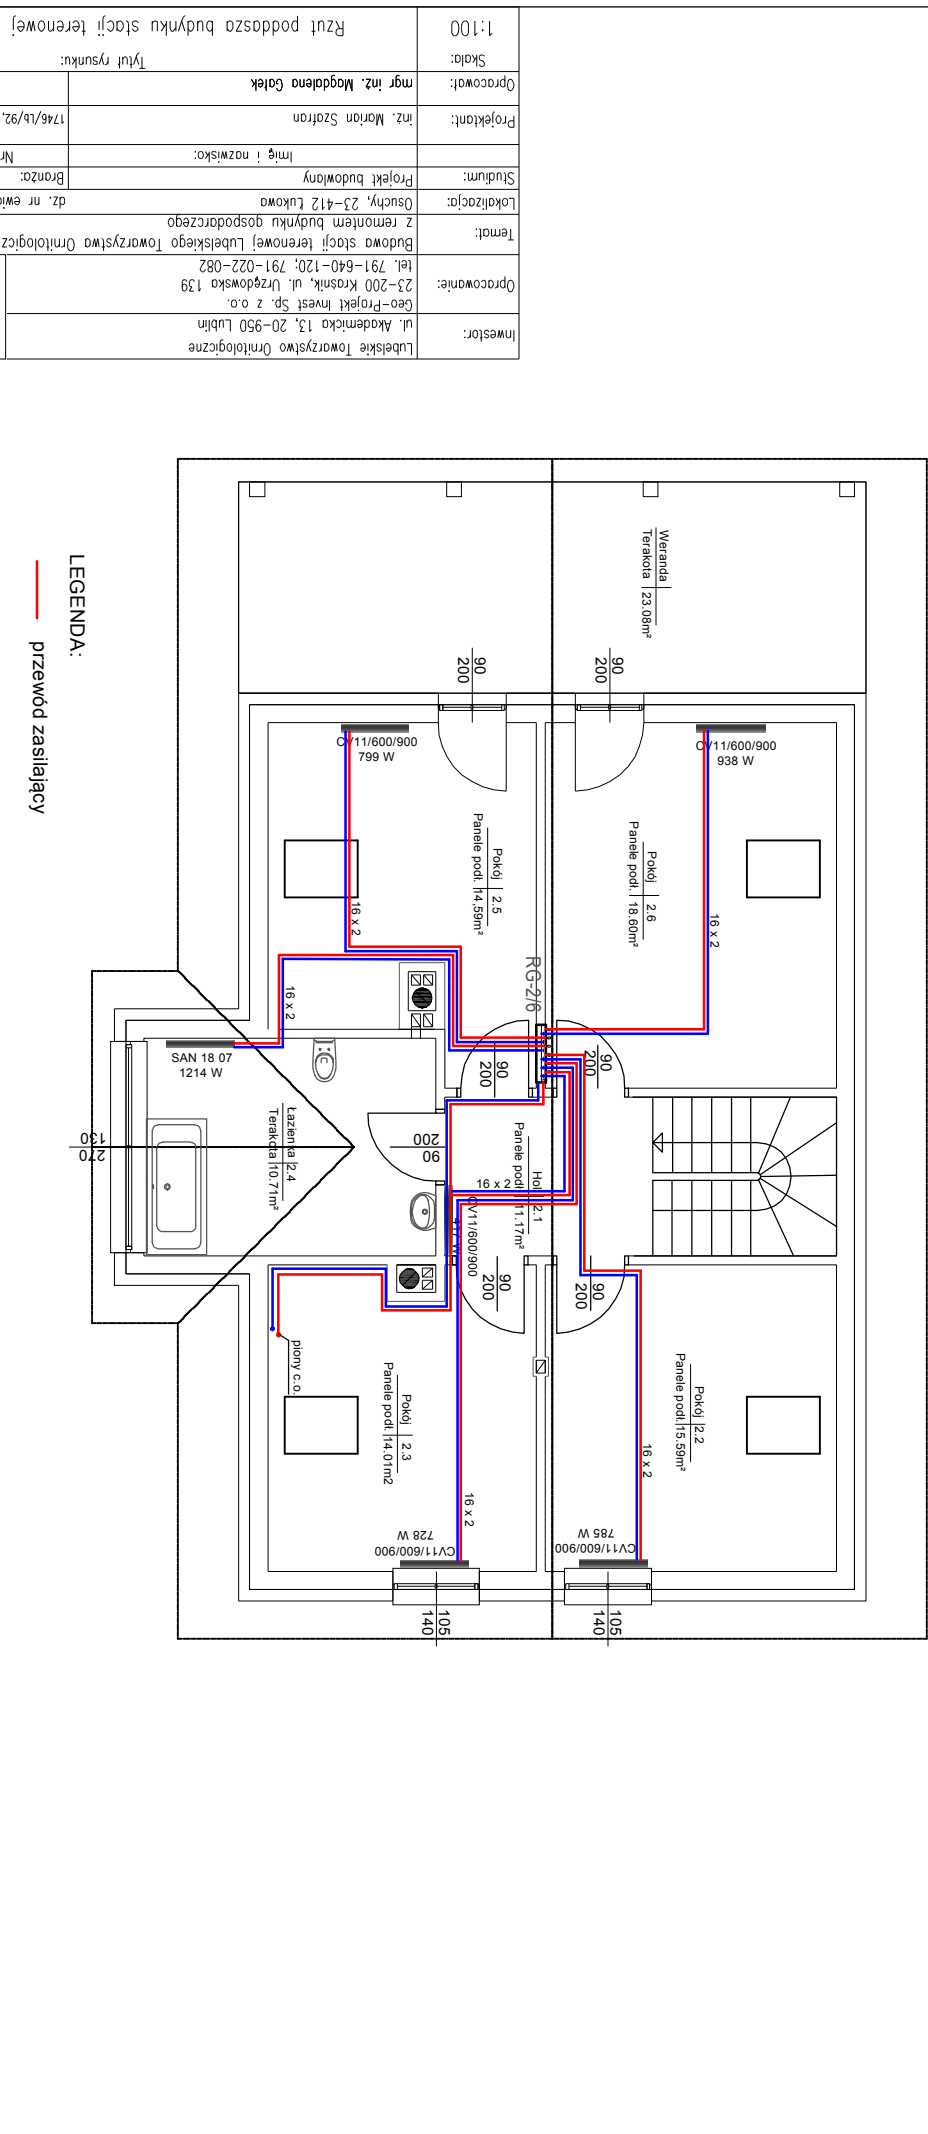 Lubelskie Towarzystwo Ornitologiczne
Inwestor:
ul. Akademicka 13, 20-950 Lublin
Geo-Projekt Invest Sp. z o.o.
Opracowanie:
23-200 Kraśnik, ul. Urzędowska 139
tel. 791-640-120; 791-022-082
Temat:
Budowa stacji terenowej Lubelskiego Towarzystwa Ornitologicz
z remontem budynku gospodarczego
Lokalizacja:
Osuchy, 23-412 Łukowa
dz. nr ewid
Studium:
Projekt budowlany
Branża:
Imię i nazwisko:
Nr
Projektant:
inż. Marian Szafran
1746/Lb/92,
Opracował:
mgr inż. Magdalena Gałek
Skala:
Tytuł rysunku:
1:100
Rzut poddasza budynku stacji terenowej
LEGENDA:
przewód zasilający
Weranda
Terakota 23.08m²
90
200
90
200
CV11/600/900
799 W
CV11/600/900
938 W
Pokój 2.5
Panele podł. 14,59m²
Pokój 2.6
Panele podł. 18.60m²
16 x 2
16 x 2
16 x 2
RG-2/6
SAN 18 07
1214 W
90
200
90
200
Łazienka 2.4
Terakota 10.71m²
90
200
270
130
Hol 2.1
Panele podł. 11.17m²
16 x 2
CV11/600/900
90
200
90
200
piony c.o.
Pokój 2.3
Panele podł. 14.01m2
Pokój 2.2
Panele podł. 15.59m²
16 x 2
16 x 2
CV11/600/900
728 W
CV11/600/900
785 W
105
140
105
140